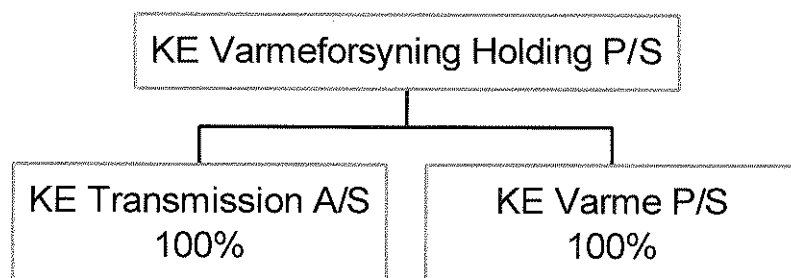 KE Varmeforsyning Holding P/S
KE Transmission A/S
100%
KE Varme P/S
100%